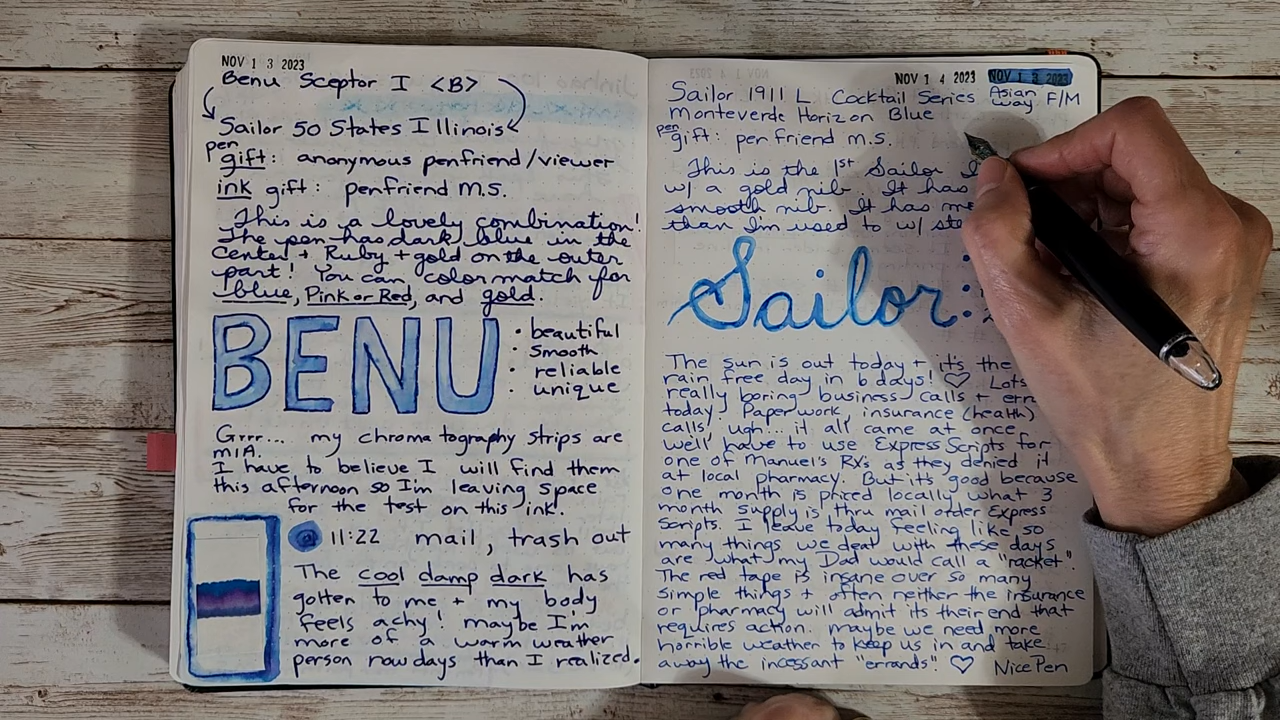 NOV 1 3 2023
Benu Sceptor I <B>
Sailor 50 States Illinois
pen
gift: anonymous penfriend/viewer
ink gift: penfriend m.s.
This is a lovely combination!
The pen has dark blue in the
center + Ruby + gold on the outer
part! You can color match for
blue, Pink or Red, and gold.
BENU
• beautiful
• smooth
• reliable
• unique
Grrr... my chromatography strips are
MIA.
I have to believe I will find them
this afternoon so I'm leaving space
for the test on this ink.
11:22 mail, trash out
The cool damp dark has
gotten to me + my body
feels achy! maybe I'm
more of a warm weather
person nowdays than I realized.
NOV 1 4 2023 NOV 1 3 2023
Sailor 1911 L Cocktail Series Asian Way F/M
Monteverde Horizon Blue
pen
gift: pen friend m.s.
This is the 1st Sailor
w/ a gold nib. It has
smooth nib. It has
than I'm used to w/
Sailor:
The sun is out today + it's the
rain free day in 6 days! ♡ Lots
really boring business calls +
today! Paperwork, insurance (health)
calls, ugh... it all came at once.
We'll have to use Express Scripts for
one of Manuel's RX's as they denied it
at local pharmacy. But it's good because
one month is priced locally what 3
month supply is thru mail order Express
Scripts. I leave today feeling like so
many things we deal with these days
are what my Dad would call a "racket".
The red tape is insane over so many
simple things + often neither the insurance
or pharmacy will admit its their end that
requires action. Maybe we need more
horrible weather to keep us in and take
away the incessant "errands". ♡ Nice Pen